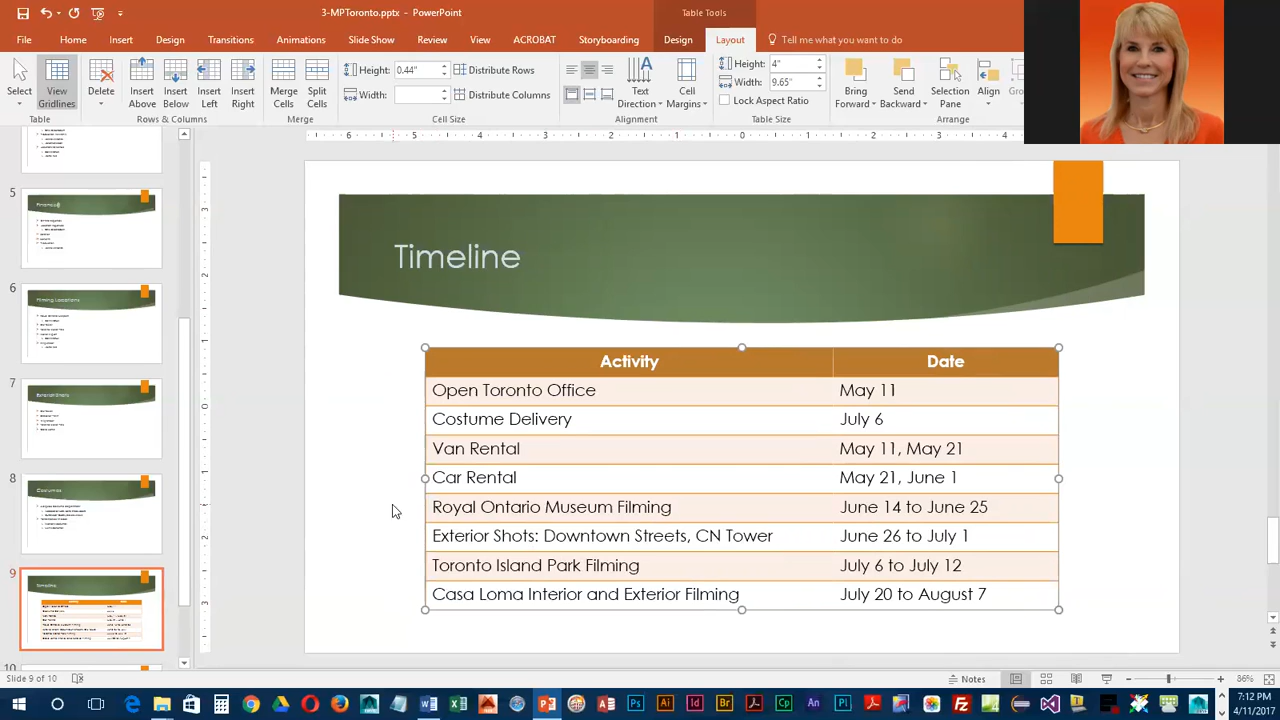 3-MPToronto.pptx - PowerPoint
Table Tools
File Home Insert Design Transitions Animations Slide Show Review View ACROBAT Storyboarding Design Layout Tell me what you want to do
Select
View Gridlines
Delete
Insert Above
Insert Below
Insert Left
Insert Right
Merge Cells
Split Cells
Height: 0.44"
Width:
Distribute Rows
Distribute Columns
Text Direction
Cell Margins
Height: 4"
Width: 9.65"
Lock Aspect Ratio
Bring Forward
Send Backward
Selection Pane
Align
Table Rows & Columns Merge Cell Size Alignment Table Size Arrange
5
6
Filming Locations
7
8
Costumes
9
Timeline
10
Timeline
Activity Date
Open Toronto Office May 11
Costume Delivery July 6
Van Rental May 11, May 21
Car Rental May 21, June 1
Royal Ontario Museum Filming June 14 to June 25
Exterior Shots: Downtown Streets, CN Tower June 26 to July 1
Toronto Island Park Filming July 6 to July 12
Casa Loma Interior and Exterior Filming July 20 to August 7
Slide 9 of 10
Notes
86%
7:12 PM
4/11/2017